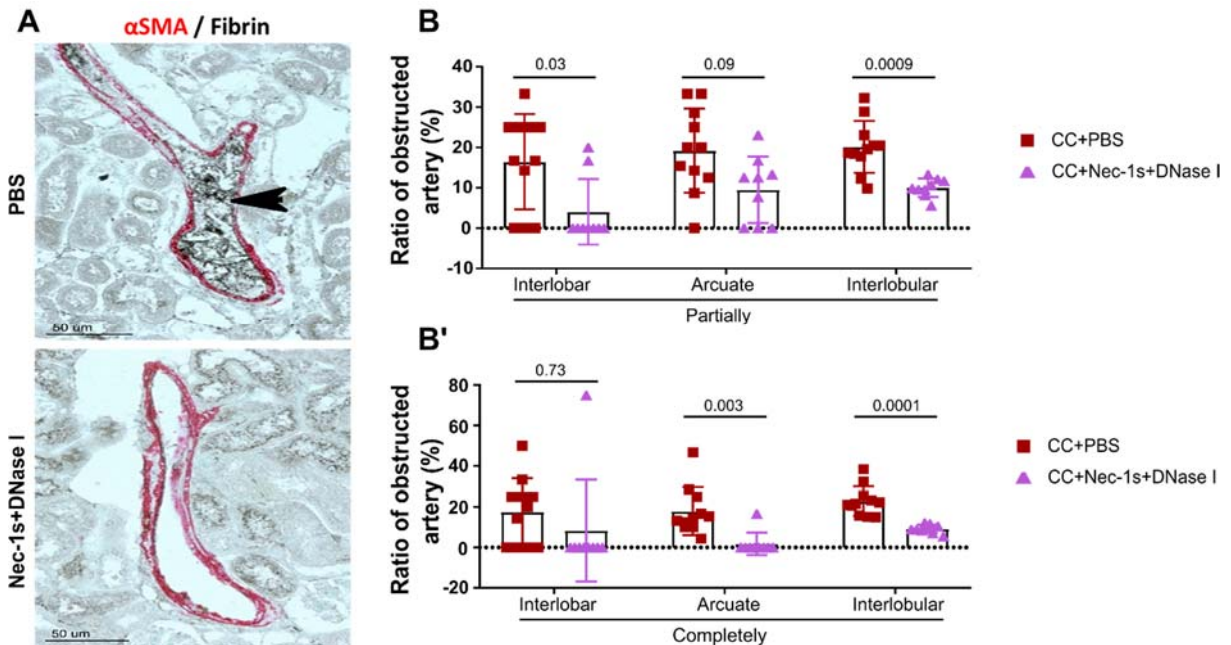 A
αSMA / Fibrin
PBS
50 um
Nec-1s+DNase I
50 um
B
Ratio of obstructed
artery (%)
40
30
20
10
0
-10
0.03
0.09
0.0009
Interlobar
Arcuate
Interlobular
Partially
CC+PBS
CC+Nec-1s+DNase I
B'
Ratio of obstructed
artery (%)
80
60
40
20
0
-20
0.73
0.003
0.0001
Interlobar
Arcuate
Interlobular
Completely
CC+PBS
CC+Nec-1s+DNase I